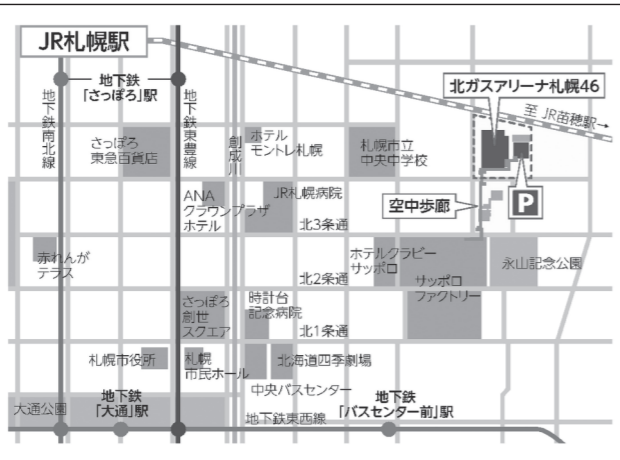 JR札幌駅
地下鉄
「さっぽろ」駅
地下鉄南北線
地下鉄東豊線
創成川
北ガスアリーナ札幌46
至 JR苗穂駅→
さっぽろ
東急百貨店
ホテル
モントレ札幌
札幌市立
中央中学校
P
空中歩廊
ANA
クラウンプラザ
ホテル
JR札幌病院
北3条通
赤れんが
テラス
ホテルクラビー
サッポロ
サッポロ
ファクトリー
永山記念公園
北2条通
さっぽろ
創世
スクエア
時計台
記念病院
北1条通
札幌市役所
札幌
市民ホール
北海道四季劇場
中央バスセンター
大通公園
地下鉄
「大通」駅
地下鉄東西線
地下鉄
「バスセンター前」駅